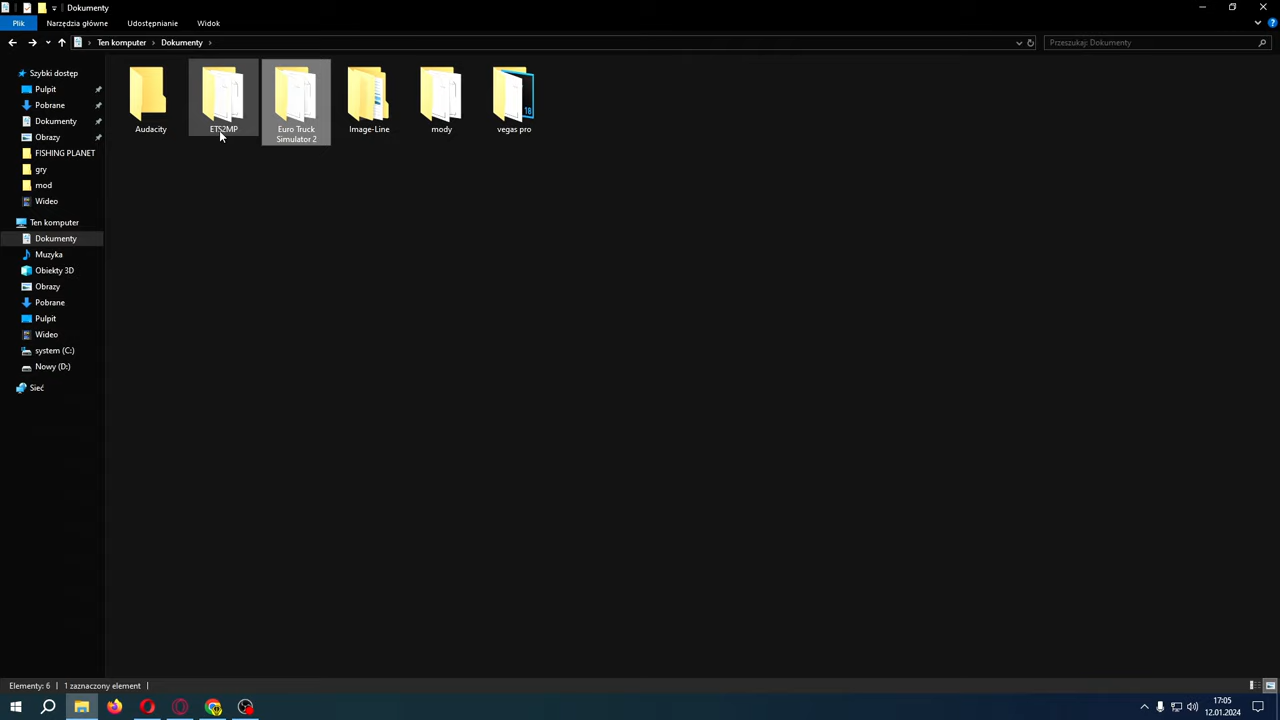 Dokumenty
Plik
Narzędzia główne
Udostępnianie
Widok
Ten komputer
Dokumenty
Przeszukaj: Dokumenty
Szybki dostęp
Pulpit
Pobrane
Dokumenty
Obrazy
FISHING PLANET
gry
mod
Wideo
Ten komputer
Dokumenty
Muzyka
Obiekty 3D
Obrazy
Pobrane
Pulpit
Wideo
system (C:)
Nowy (D:)
Sieć
Audacity
ETS2MP
Euro Truck
Simulator 2
Image-Line
mody
vegas pro
18
Elementy: 6
1 zaznaczony element
17:05
12.01.2024